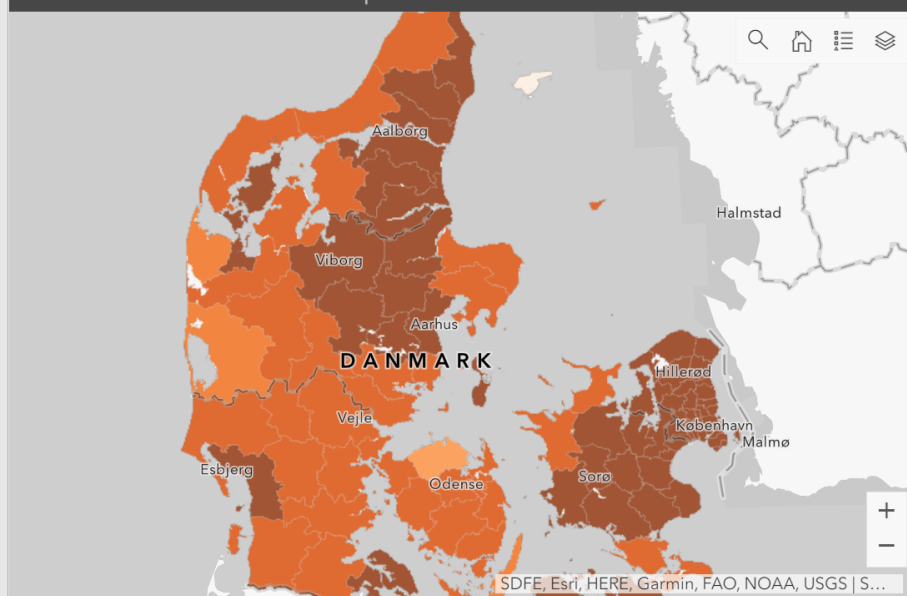 Aalborg
Halmstad
Viborg
Aarhus
DANMARK
Hillerød
Vejle
København
Malmø
Esbjerg
Sorø
Odense
+
−
SDFE, Esri, HERE, Garmin, FAO, NOAA, USGS | S...